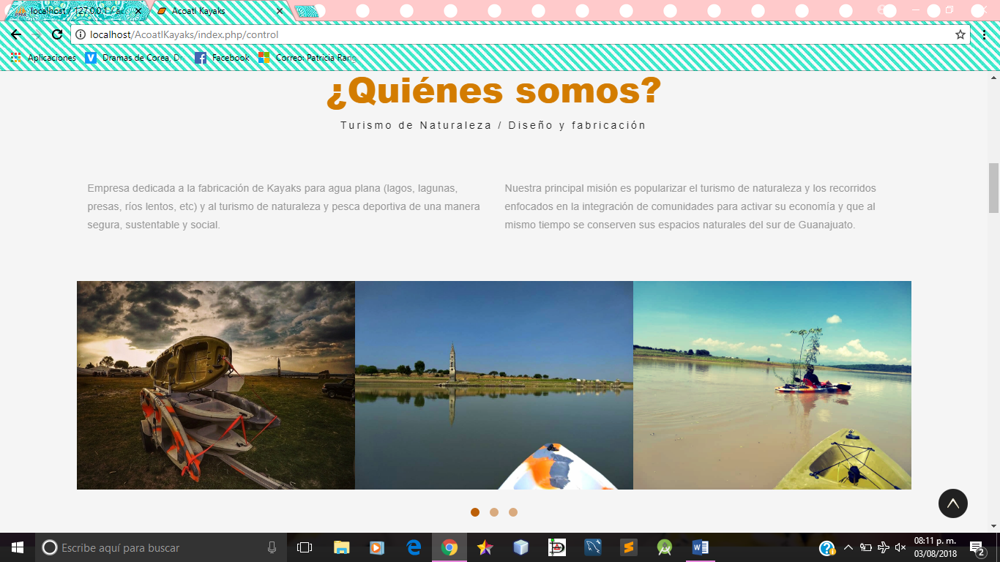 localhost / 127.0.0.1 / ac
Acoatl Kayaks
localhost/AcoatlKayaks/index.php/control
Aplicaciones
Dramas de Corea, Dr
Facebook
Correo: Patricia Rang
¿Quiénes somos?
Turismo de Naturaleza / Diseño y fabricación
Empresa dedicada a la fabricación de Kayaks para agua plana (lagos, lagunas,
presas, ríos lentos, etc) y al turismo de naturaleza y pesca deportiva de una manera
segura, sustentable y social.
Nuestra principal misión es popularizar el turismo de naturaleza y los recorridos
enfocados en la integración de comunidades para activar su economía y que al
mismo tiempo se conserven sus espacios naturales del sur de Guanajuato.
Escribe aquí para buscar
08:11 p. m.
03/08/2018
2